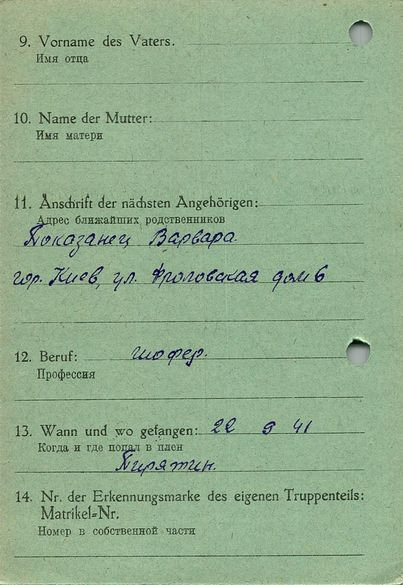 9. Vorname des Vaters.
Имя отца
10. Name der Mutter:
Имя матери
11. Anschrift der nächsten Angehörigen:
Адрес ближайших родственников
Показанец Варвара.
гор. Киев, ул. Фроловская дом 6
12. Beruf: шофер.
Профессия
13. Wann und wo gefangen: 22 9 41
Когда и где попал в плен
Пирятин.
14. Nr. der Erkennungsmarke des eigenen Truppenteils:
Matrikel=Nr.
Номер в собственной части